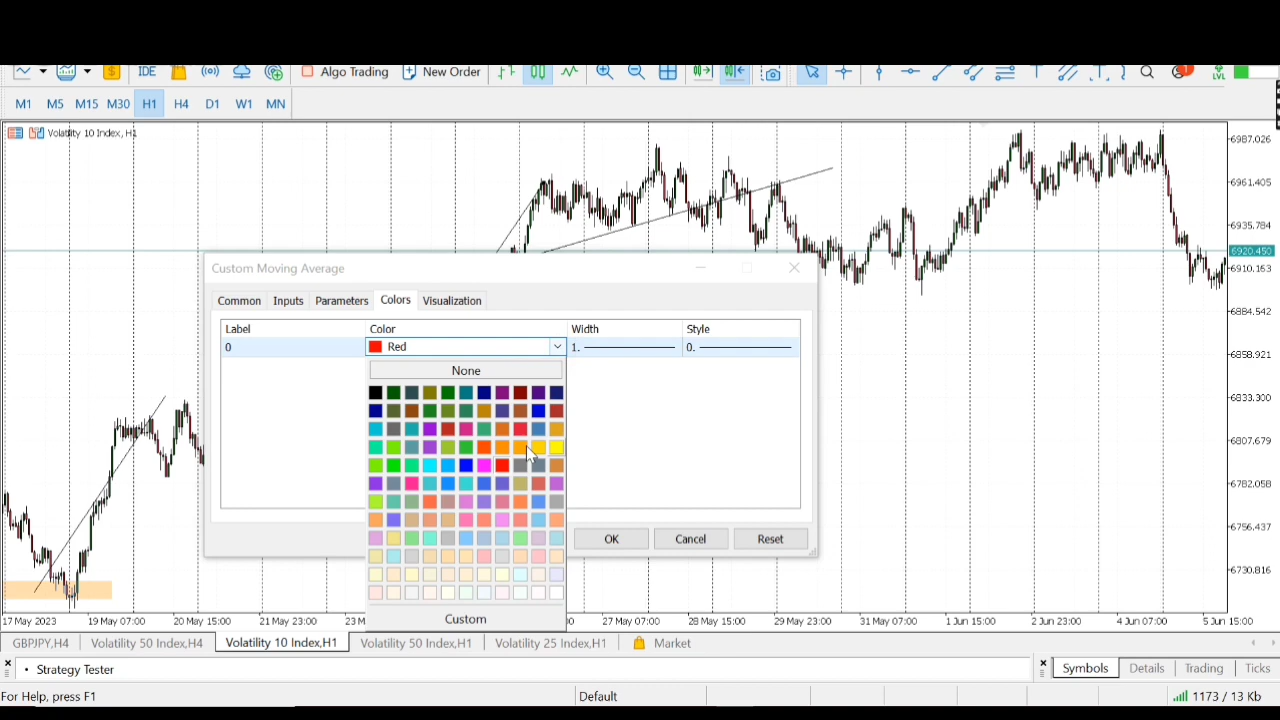 IDE
Algo Trading
New Order
1
LVL
M1 M5 M15 M30 H1 H4 D1 W1 MN
Volatility 10 Index, H1
6987.026
6961.405
6935.784
6920.450
6910.163
6884.542
6858.921
6833.300
6807.679
6782.058
6756.437
6730.816
Custom Moving Average
Common Inputs Parameters Colors Visualization
Label Color Width Style
0 Red 1. 0.
None
Custom
OK Cancel Reset
17 May 2023 19 May 07:00 20 May 15:00 21 May 23:00 23 M 27 May 07:00 28 May 15:00 29 May 23:00 31 May 07:00 1 Jun 15:00 2 Jun 23:00 4 Jun 07:00 5 Jun 15:00
GBPJPY,H4 Volatility 50 Index,H4 Volatility 10 Index,H1 Volatility 50 Index,H1 Volatility 25 Index,H1 Market
Strategy Tester
Symbols Details Trading Ticks
For Help, press F1
Default
1173 / 13 Kb